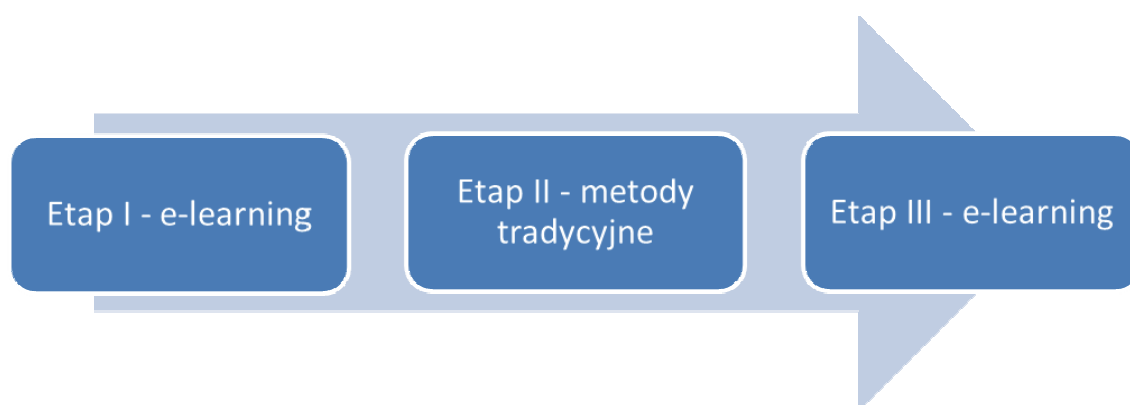 Etap I - e-learning
Etap II - metody
tradycyjne
Etap III - e-learning